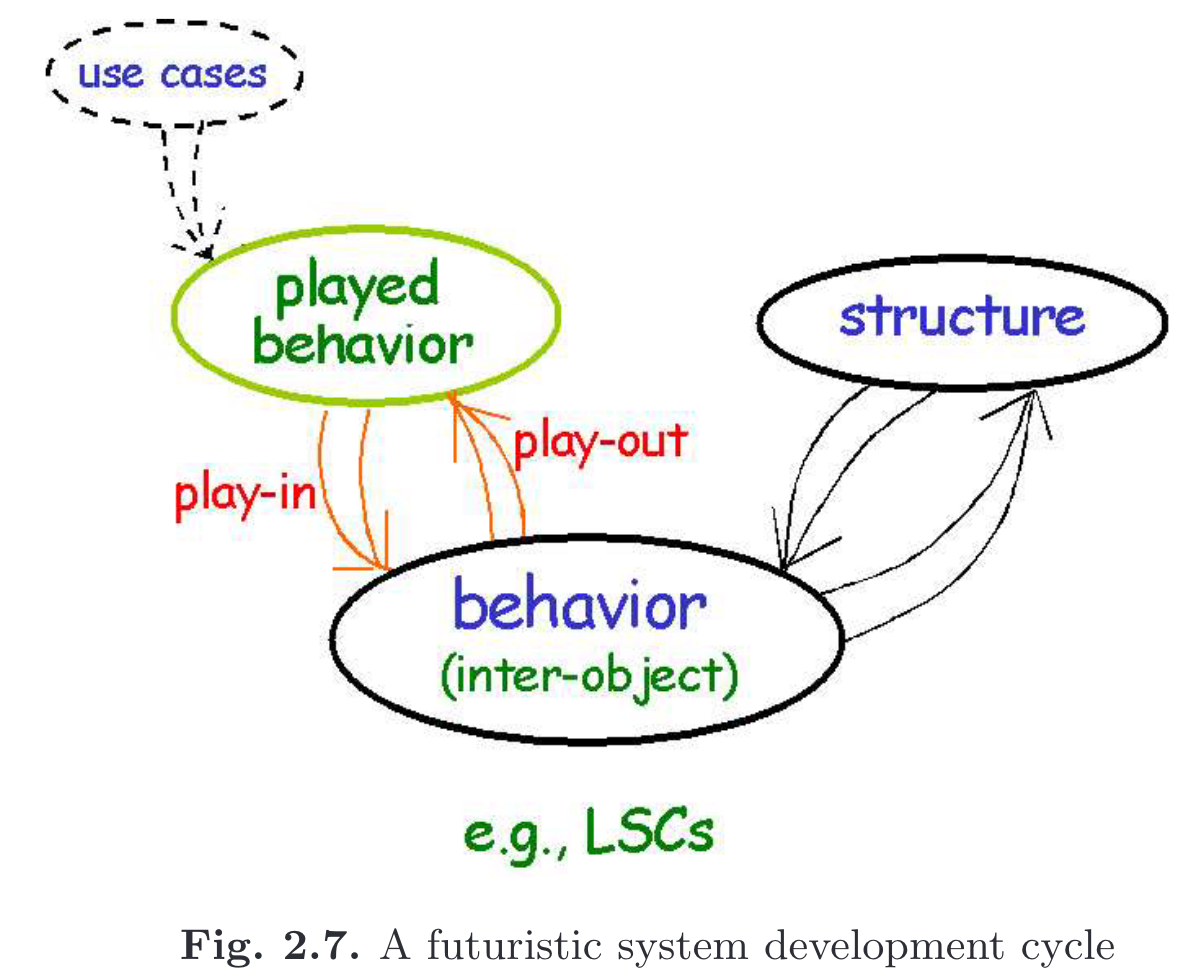 use cases
played
behavior
structure
play-out
play-in
behavior
(inter-object)
e.g., LSCs
Fig. 2.7. A futuristic system development cycle